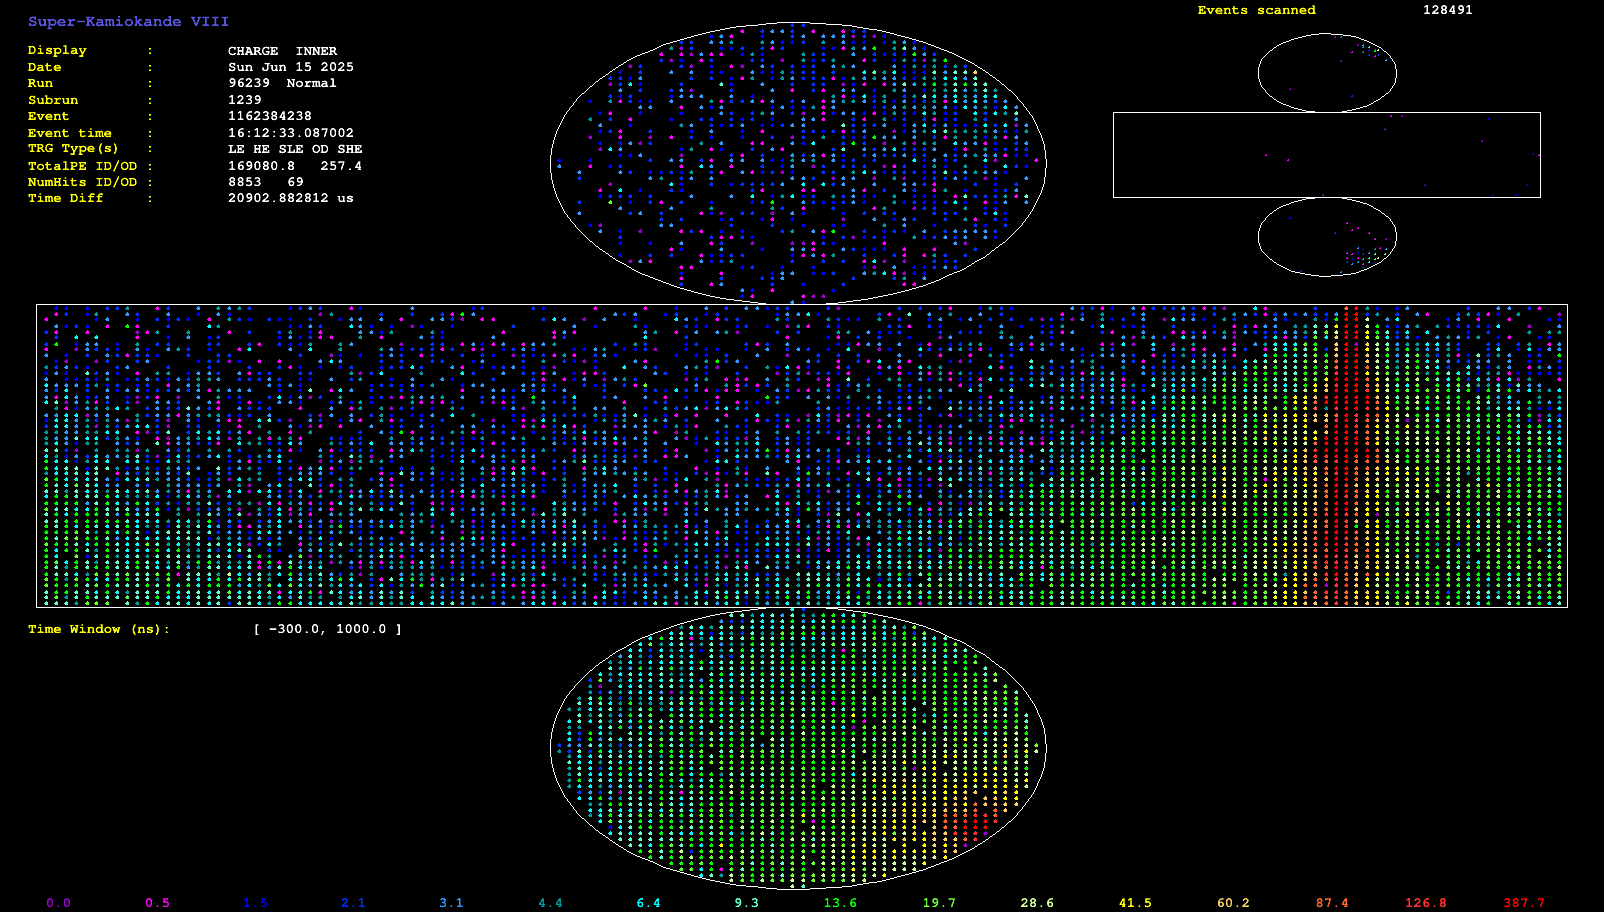 Super-Kamiokande VIII
Events scanned 128491
Display : CHARGE INNER
Date : Sun Jun 15 2025
Run : 96239 Normal
Subrun : 1239
Event : 1162384238
Event time : 16:12:33.087002
TRG Type(s) : LE HE SLE OD SHE
TotalPE ID/OD : 169080.8 257.4
NumHits ID/OD : 8853 69
Time Diff : 20902.882812 us
Time Window (ns): [ -300.0, 1000.0 ]
0.0 0.5 1.5 2.1 3.1 4.4 6.4 9.3 13.6 19.7 28.6 41.5 60.2 87.4 126.8 387.7